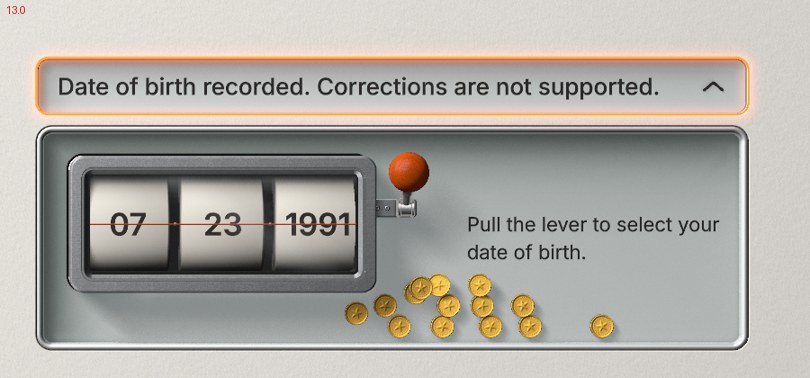 13.0
Date of birth recorded. Corrections are not supported.
07 23 1991
Pull the lever to select your
date of birth.